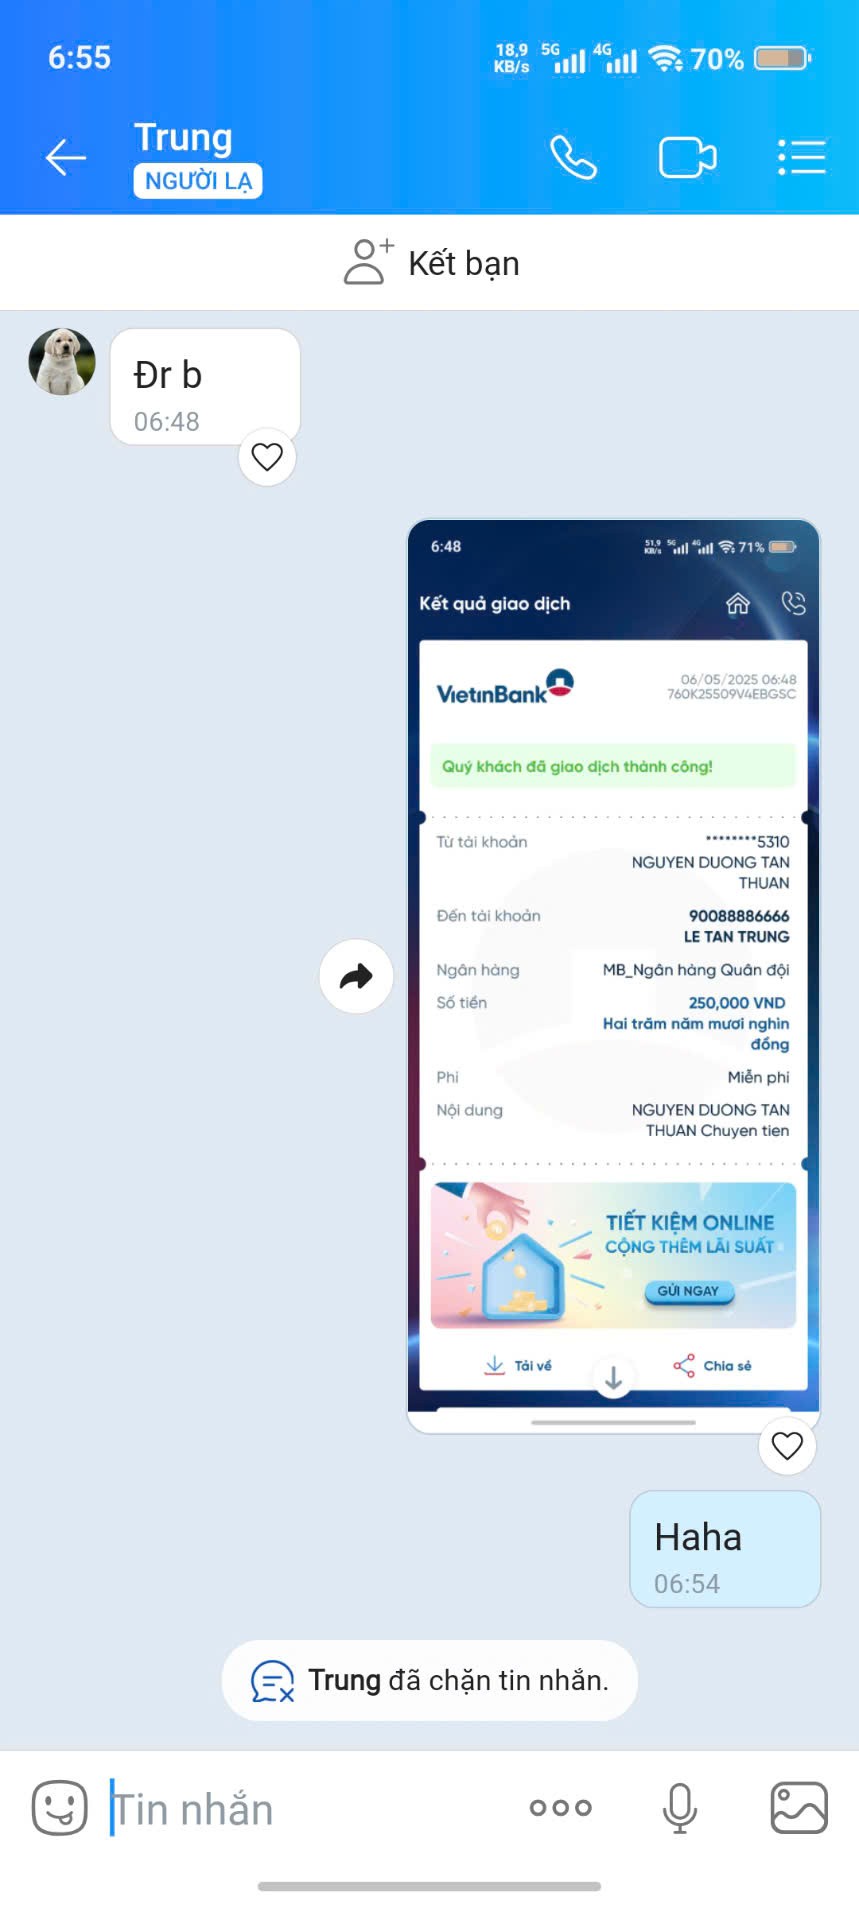 6:55
18,9 KB/s 5G 4G 70%
Trung
NGƯỜI LẠ
Kết bạn
Đr b
06:48
6:48
51,9 KB/s 5G 4G 71%
Kết quả giao dịch
VietinBank
06/05/2025 06:48
760K25509V4EBGSC
Quý khách đã giao dịch thành công!
Từ tài khoản
********5310
NGUYEN DUONG TAN
THUAN
Đến tài khoản
90088886666
LE TAN TRUNG
Ngân hàng
MB_Ngân hàng Quân đội
Số tiền
250,000 VND
Hai trăm năm mươi nghìn
đồng
Phí
Miễn phí
Nội dung
NGUYEN DUONG TAN
THUAN Chuyen tien
TIẾT KIỆM ONLINE
CỘNG THÊM LÃI SUẤT
GỬI NGAY
Tải về
Chia sẻ
Haha
06:54
Trung đã chặn tin nhắn.
Tin nhắn